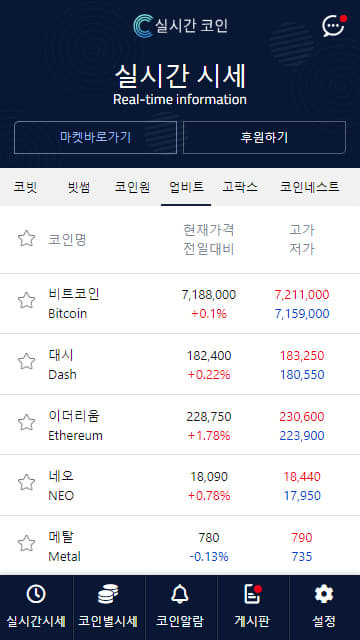 실시간 코인
실시간 시세
Real-time information
마켓바로가기 후원하기
코빗 빗썸 코인원 업비트 고팍스 코인네스트
코인명 현재가격 고가
전일대비 저가
비트코인 7,188,000 7,211,000
Bitcoin +0.1% 7,159,000
대시 182,400 183,250
Dash +0.22% 180,550
이더리움 228,750 230,600
Ethereum +1.78% 223,900
네오 18,090 18,440
NEO +0.78% 17,950
메탈 780 790
Metal -0.13% 735
실시간시세 코인별시세 코인알람 게시판 설정